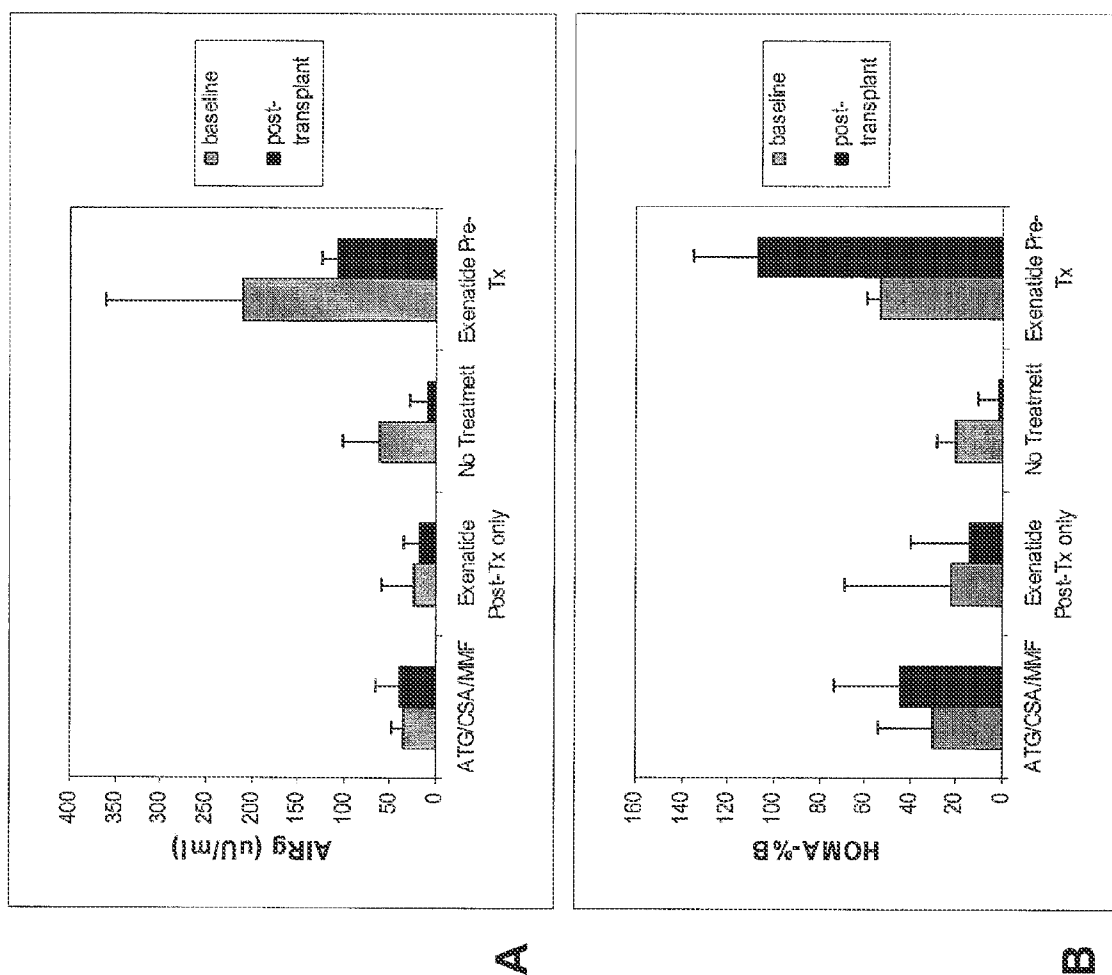 A
AIRg (uU/ml)
400
350
300
250
200
150
100
50
0
ATG/CSA/MMF
Exenatide
Post-Tx only
No Treatmett
Exenatide Pre-
Tx
baseline
post-
transplant
B
HOMA-%B
160
140
120
100
80
60
40
20
0
ATG/CSA/MMF
Exenatide
Post-Tx only
No Treatmett
Exenatide Pre-
Tx
baseline
post-
transplant